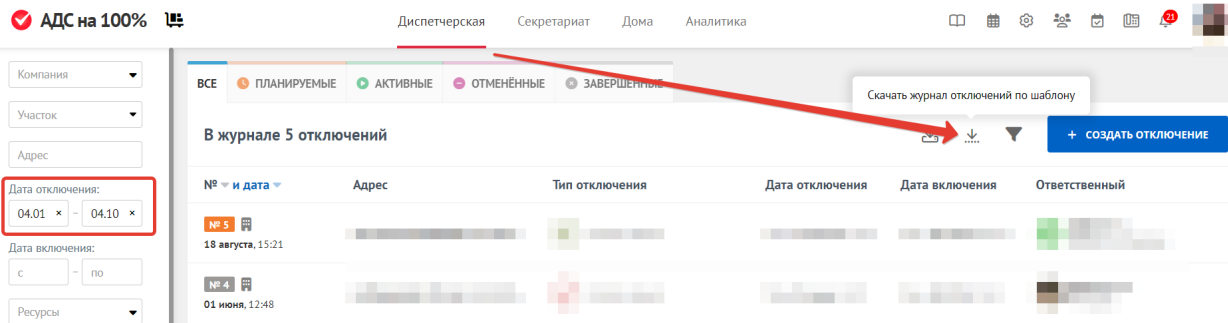 АДС на 100%
Диспетчерская Секретариат Дома Аналитика
21
Компания
Участок
Адрес
Дата отключения:
04.01 × – 04.10 ×
Дата включения:
с – по
Ресурсы
ВСЕ ПЛАНИРУЕМЫЕ АКТИВНЫЕ ОТМЕНЁННЫЕ ЗАВЕРШЕННЫЕ
Скачать журнал отключений по шаблону
В журнале 5 отключений
+ СОЗДАТЬ ОТКЛЮЧЕНИЕ
№ и дата Адрес Тип отключения Дата отключения Дата включения Ответственный
№ 5
18 августа, 15:21
№ 4
01 июня, 12:48